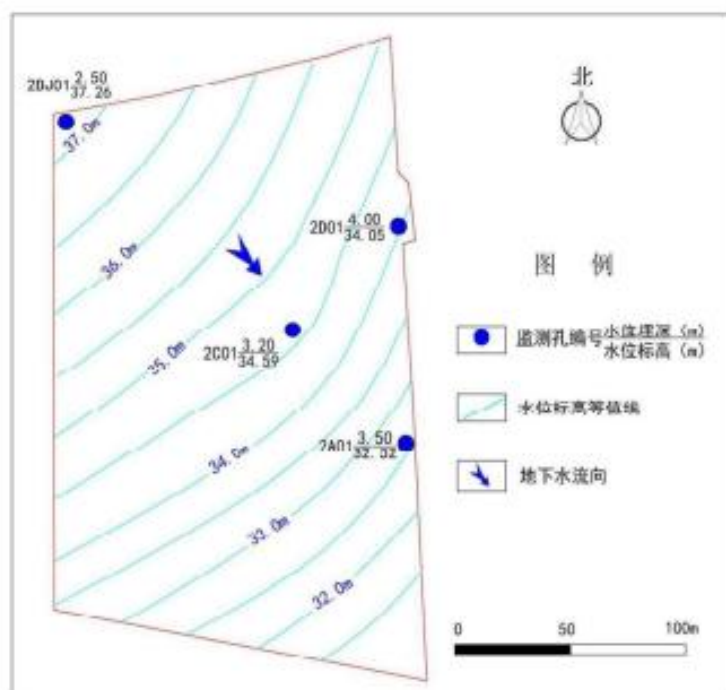 北
2DJ01 2.50
37.26
37.0m
2D01 4.00
34.05
36.0m
图 例
监测孔编号 水位埋深 (m)
水位标高 (m)
35.0m
2C01 3.20
34.59
水位标高等值线
2A01 3.50
34.0m
地下水流向
33.0m
32.0m
0 50 100m